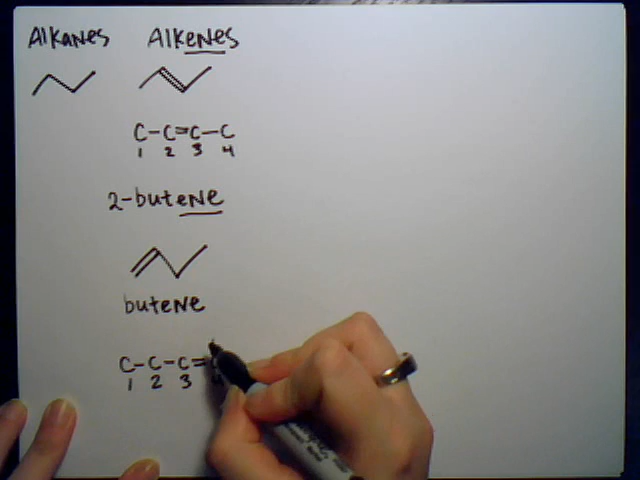 Alkanes Alkenes
C-C=C-C
1 2 3 4
2-butene
butene
C-C-C=
1 2 3